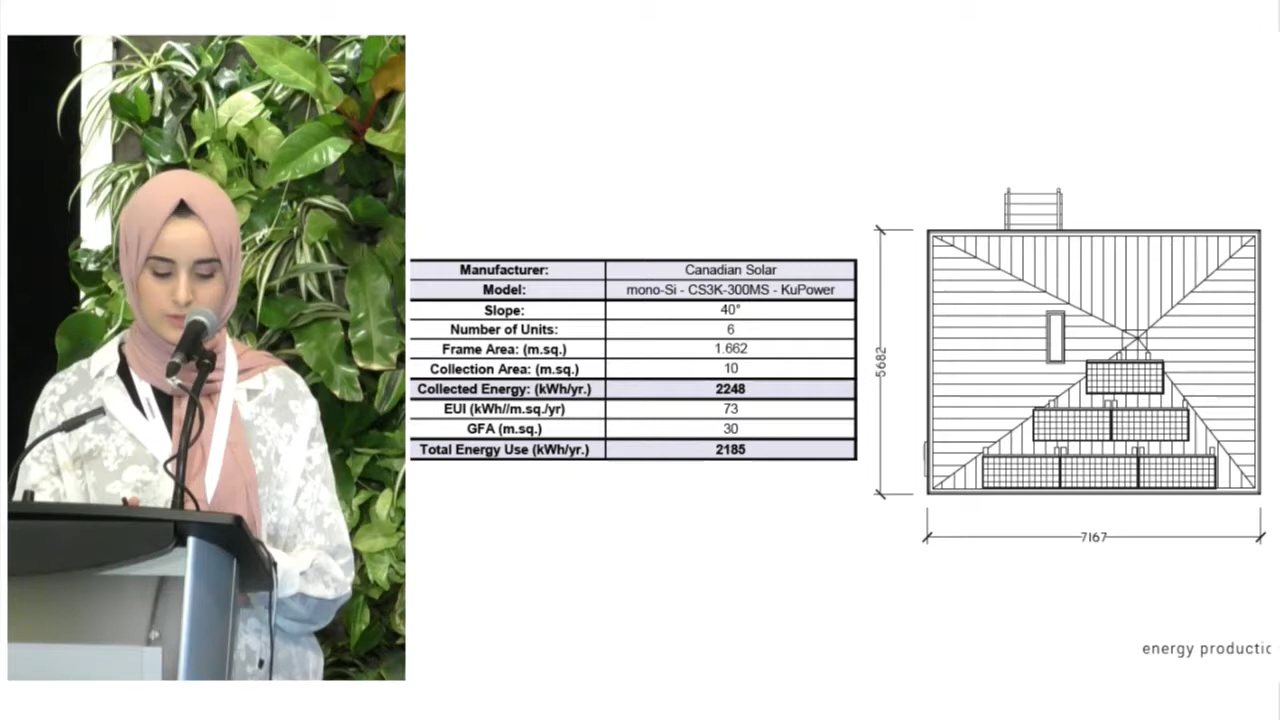 Manufacturer: Canadian Solar
Model: mono-Si - CS3K-300MS - KuPower
Slope: 40°
Number of Units: 6
Frame Area: (m.sq.) 1.662
Collection Area: (m.sq.) 10
Collected Energy: (kWh/yr.) 2248
EUI (kWh//m.sq./yr) 73
GFA (m.sq.) 30
Total Energy Use (kWh/yr.) 2185
5682
7167
energy productic